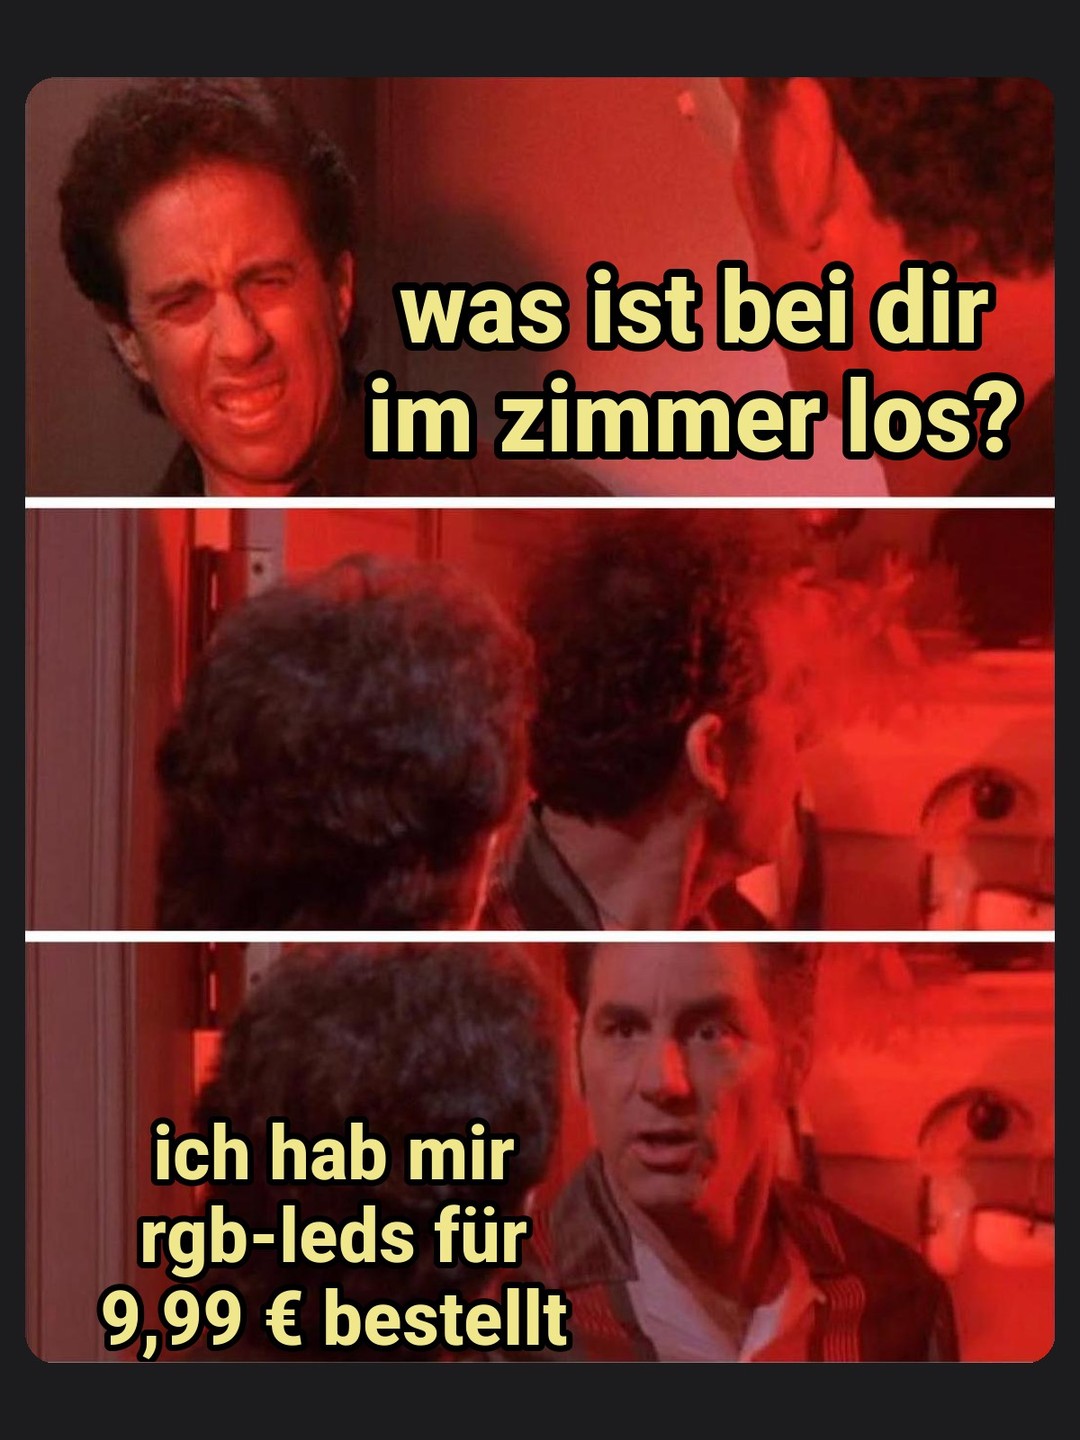 was ist bei dir
im zimmer los?
ich hab mir
rgb-leds für
9,99 € bestellt